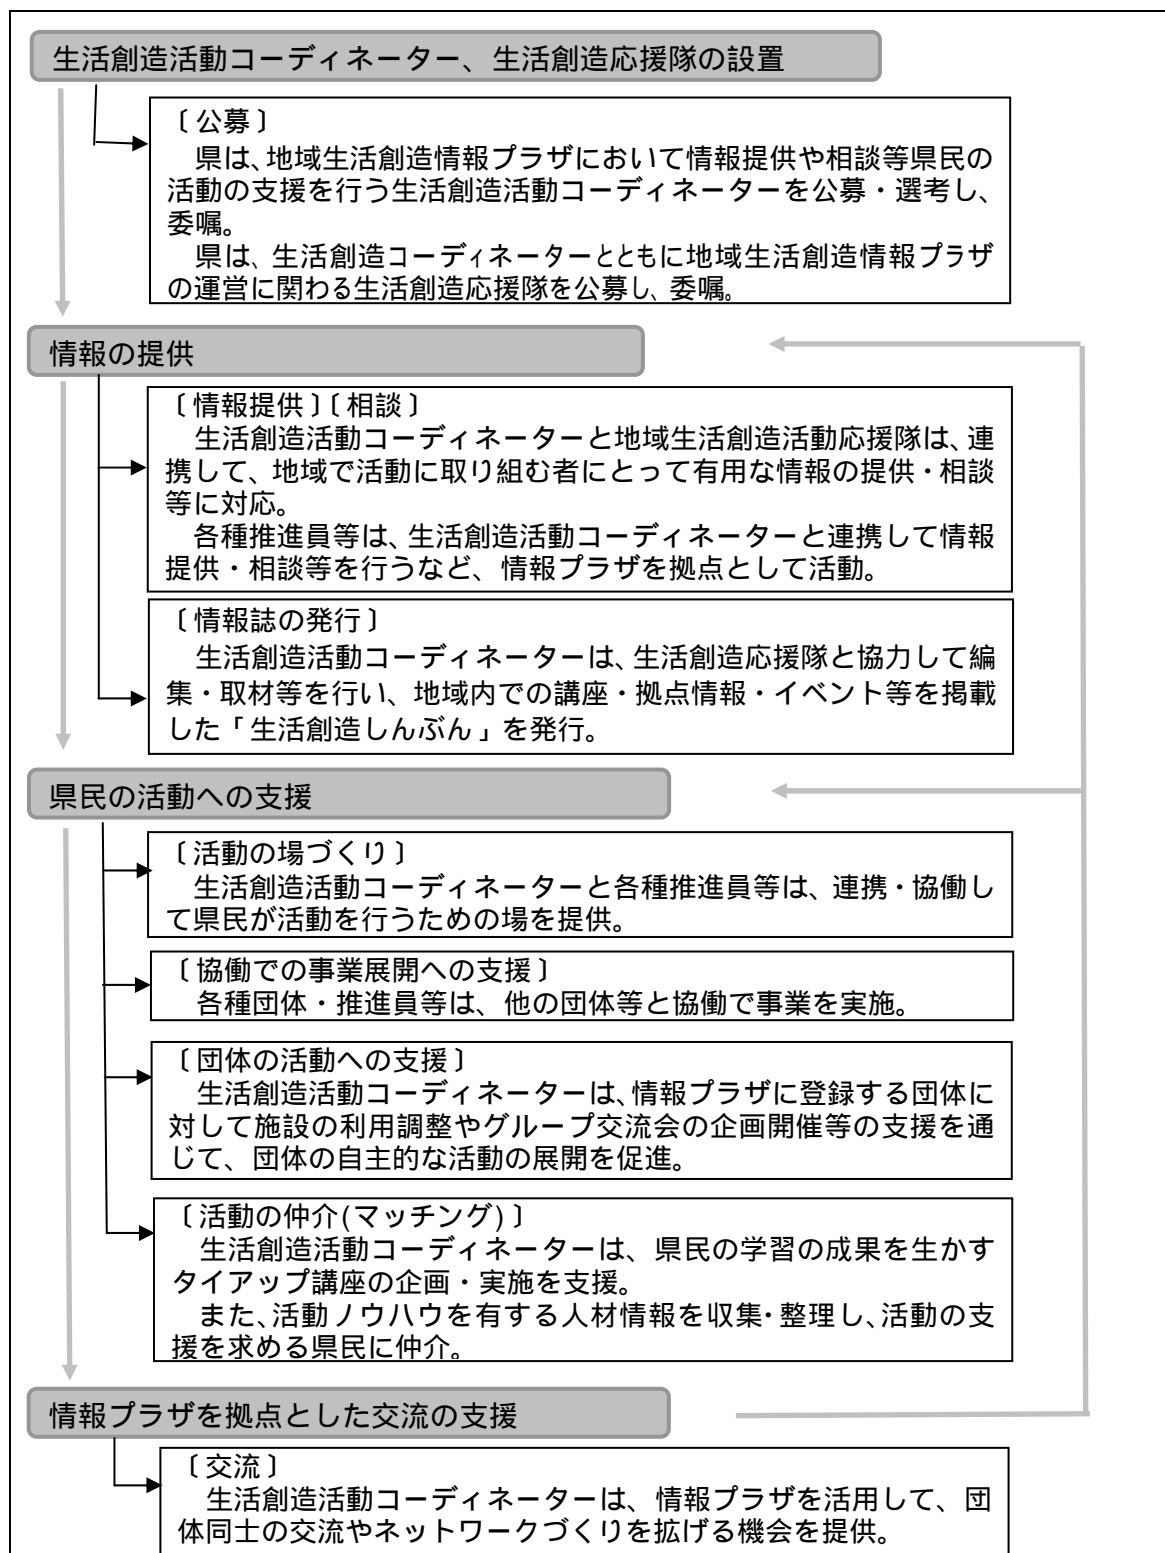 生活創造活動コーディネーター、生活創造応援隊の設置
〔公募〕
県は、地域生活創造情報プラザにおいて情報提供や相談等県民の
活動の支援を行う生活創造活動コーディネーターを公募・選考し、
委嘱。
県は、生活創造コーディネーターとともに地域生活創造情報プラザ
の運営に関わる生活創造応援隊を公募し、委嘱。
情報の提供
〔情報提供〕〔相談〕
生活創造活動コーディネーターと地域生活創造活動応援隊は、連
携して、地域で活動に取り組む者にとって有用な情報の提供・相談
等に対応。
各種推進員等は、生活創造活動コーディネーターと連携して情報
提供・相談等を行うなど、情報プラザを拠点として活動。
〔情報誌の発行〕
生活創造活動コーディネーターは、生活創造応援隊と協力して編
集・取材等を行い、地域内での講座・拠点情報・イベント等を掲載
した「生活創造しんぶん」を発行。
県民の活動への支援
〔活動の場づくり〕
生活創造活動コーディネーターと各種推進員等は、連携・協働し
て県民が活動を行うための場を提供。
〔協働での事業展開への支援〕
各種団体・推進員等は、他の団体等と協働で事業を実施。
〔団体の活動への支援〕
生活創造活動コーディネーターは、情報プラザに登録する団体に
対して施設の利用調整やグループ交流会の企画開催等の支援を通
じて、団体の自主的な活動の展開を促進。
〔活動の仲介(マッチング)〕
生活創造活動コーディネーターは、県民の学習の成果を生かす
タイアップ講座の企画・実施を支援。
また、活動ノウハウを有する人材情報を収集・整理し、活動の支
援を求める県民に仲介。
情報プラザを拠点とした交流の支援
〔交流〕
生活創造活動コーディネーターは、情報プラザを活用して、団
体同士の交流やネットワークづくりを拡げる機会を提供。